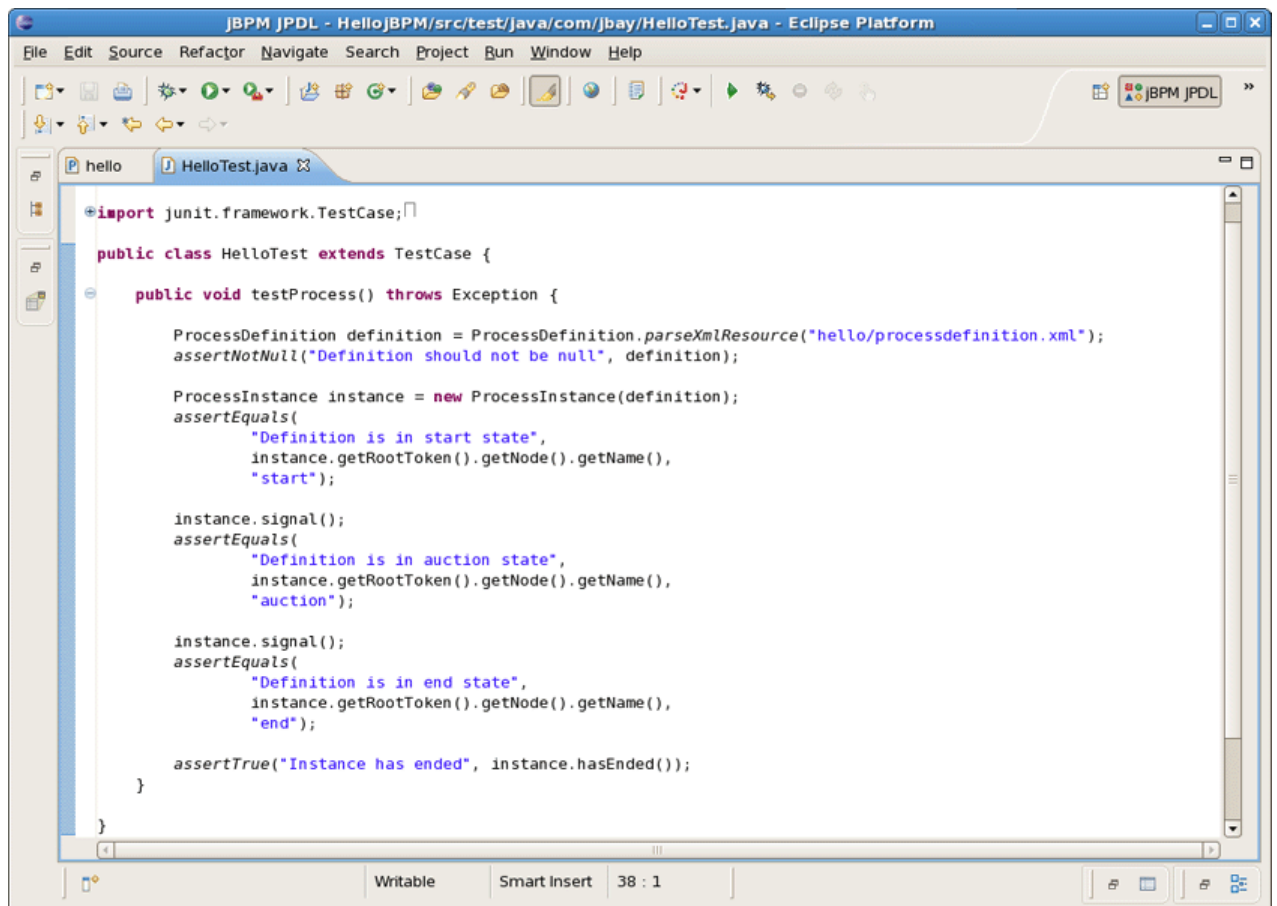 jBPM JPDL - HellojBPM/src/test/java/com/jbay/HelloTest.java - Eclipse Platform
File Edit Source Refactor Navigate Search Project Run Window Help
jBPM JPDL
hello HelloTest.java
import junit.framework.TestCase;
public class HelloTest extends TestCase {
public void testProcess() throws Exception {
ProcessDefinition definition = ProcessDefinition.parseXmlResource("hello/processdefinition.xml");
assertNotNull("Definition should not be null", definition);
ProcessInstance instance = new ProcessInstance(definition);
assertEquals(
"Definition is in start state",
instance.getRootToken().getNode().getName(),
"start");
instance.signal();
assertEquals(
"Definition is in auction state",
instance.getRootToken().getNode().getName(),
"auction");
instance.signal();
assertEquals(
"Definition is in end state",
instance.getRootToken().getNode().getName(),
"end");
assertTrue("Instance has ended", instance.hasEnded());
}
}
Writable Smart Insert 38 : 1